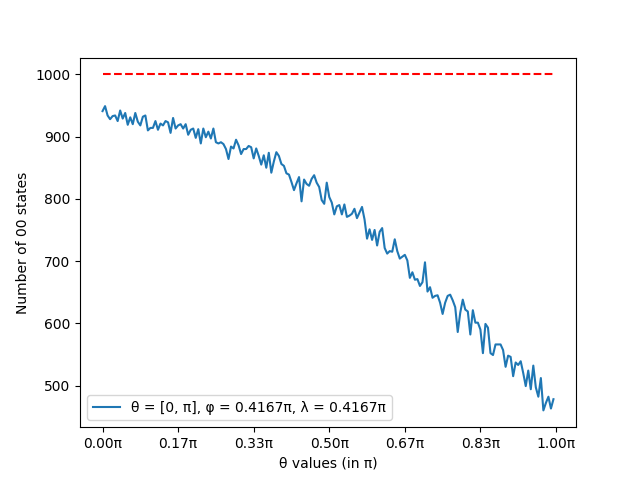 1000
900
800
700
600
500
Number of 00 states
θ = [0, π], φ = 0.4167π, λ = 0.4167π
0.00π 0.17π 0.33π 0.50π 0.67π 0.83π 1.00π
θ values (in π)